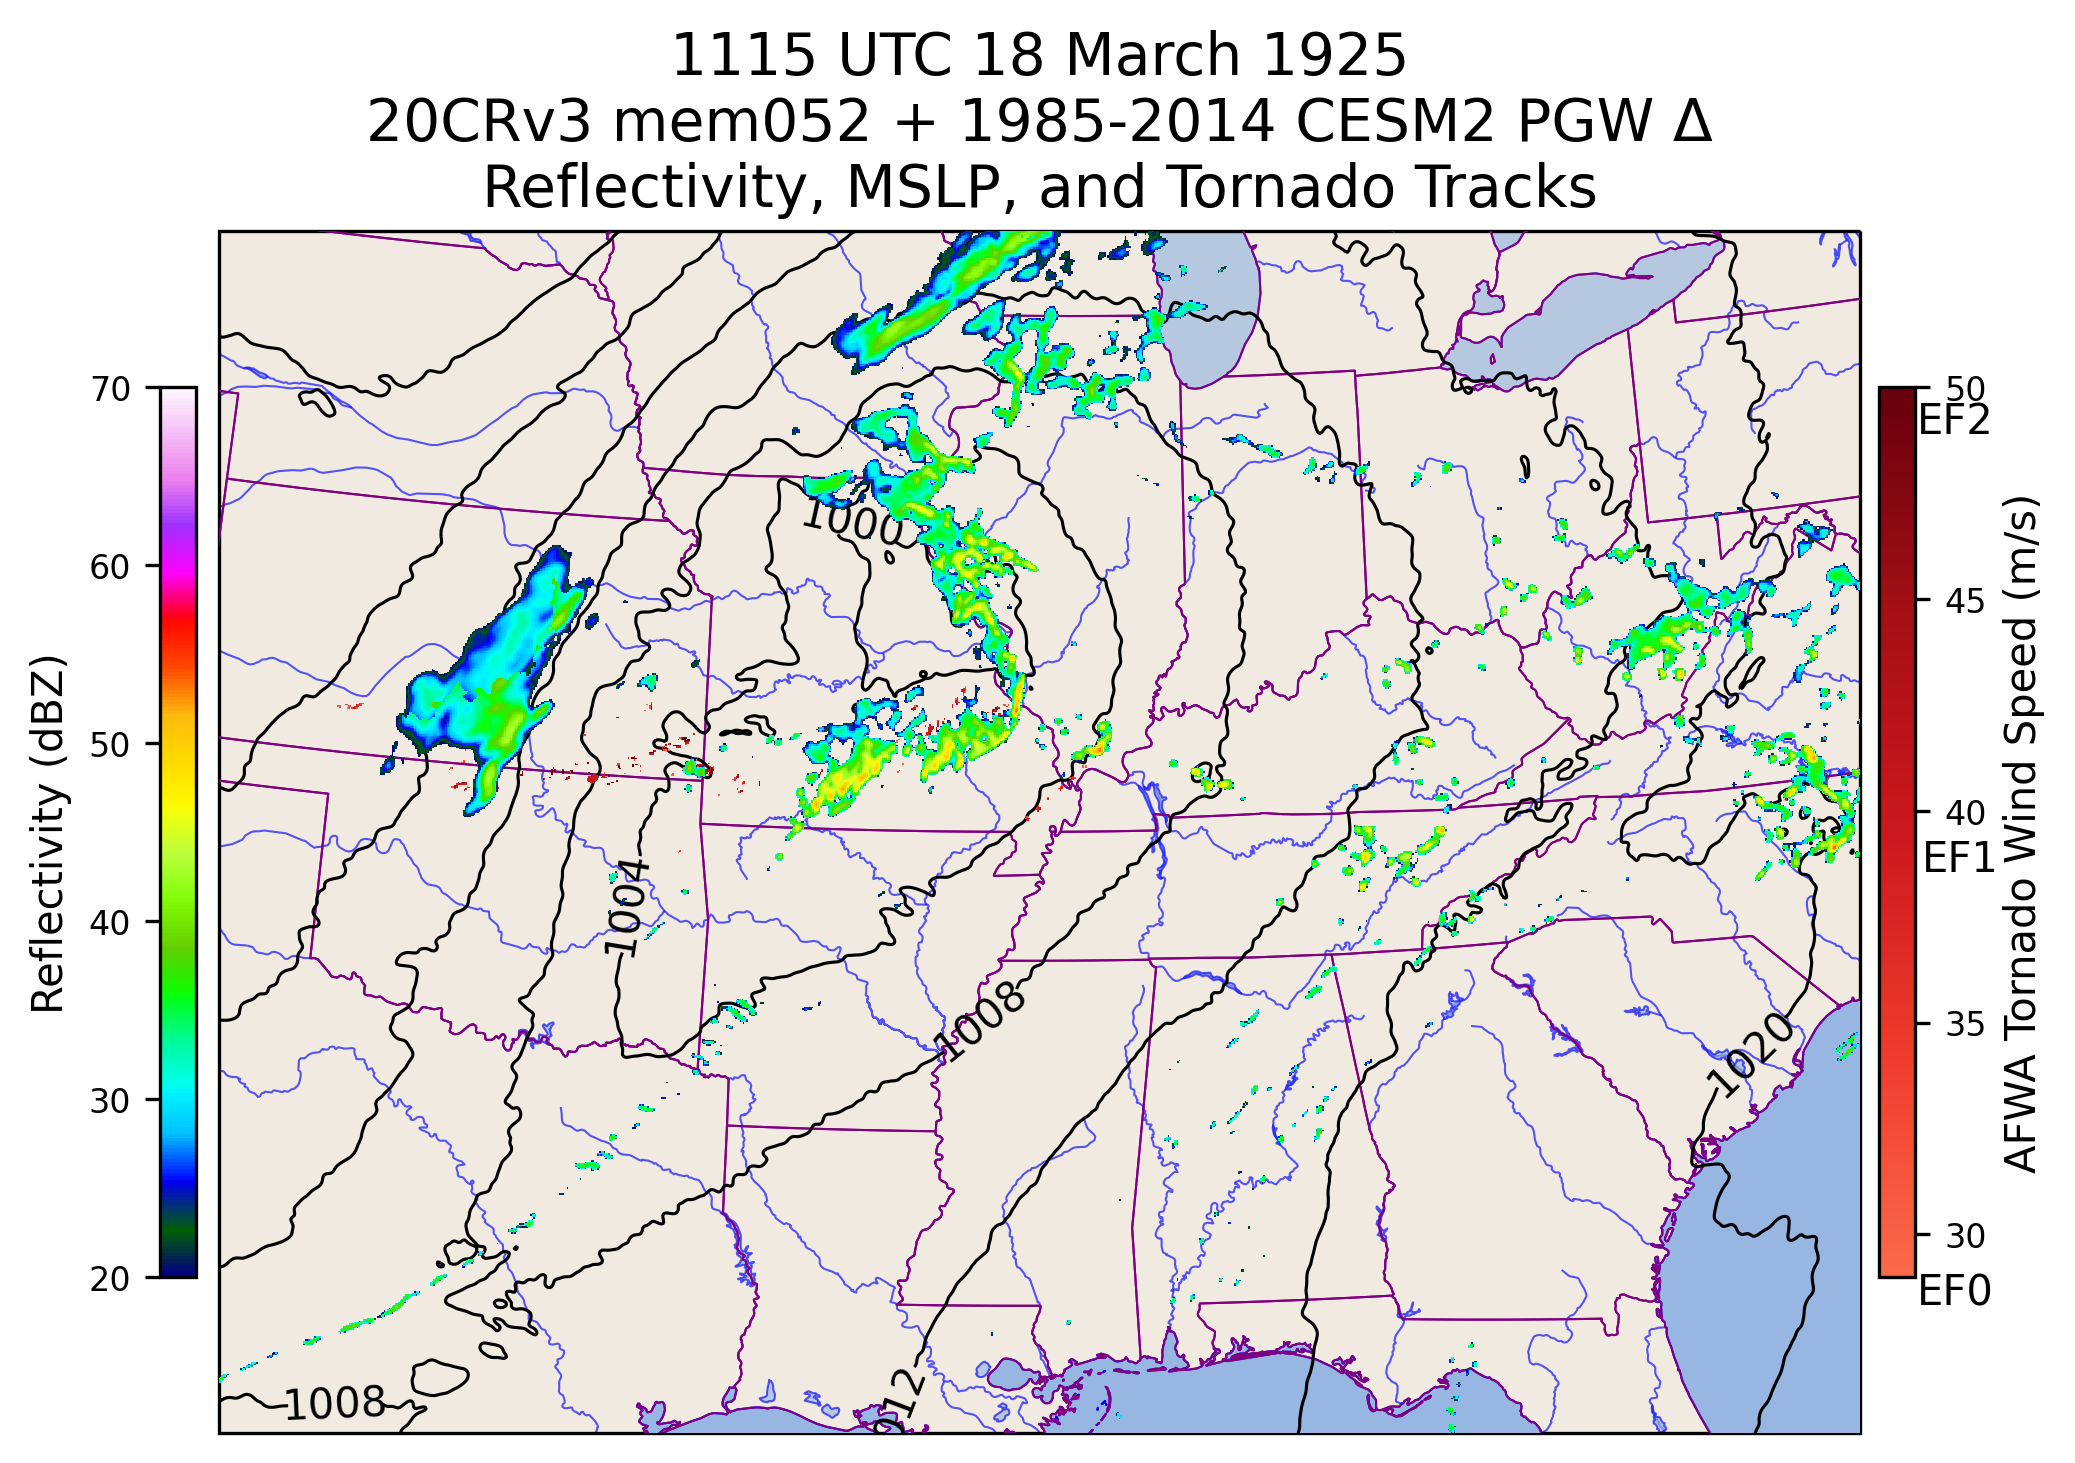 1115 UTC 18 March 1925
20CRv3 mem052 + 1985-2014 CESM2 PGW Δ
Reflectivity, MSLP, and Tornado Tracks
70
60
50
40
30
20
Reflectivity (dBZ)
1000
1004
1008
1008
1012
1020
50
EF2
45
40
EF1
35
30
EF0
AFWA Tornado Wind Speed (m/s)